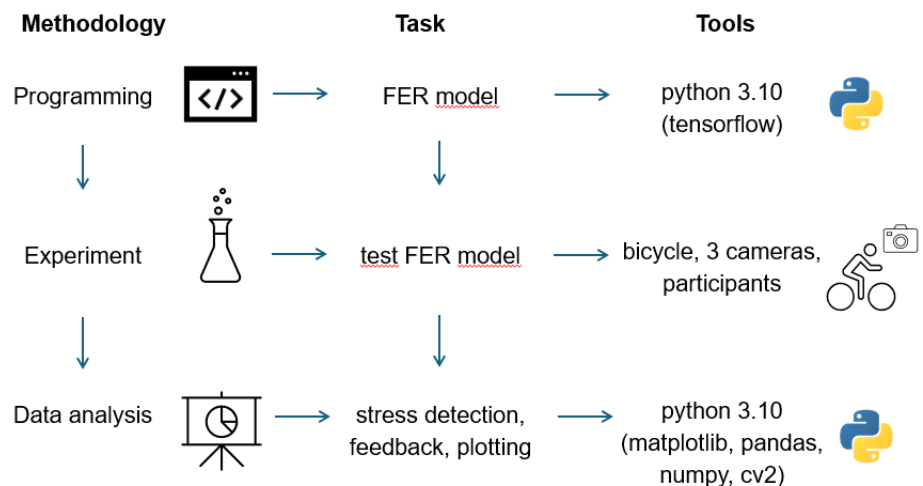 Methodology Task Tools
Programming </> FER model python 3.10
(tensorflow)
Experiment test FER model bicycle, 3 cameras,
participants
Data analysis stress detection, python 3.10
feedback, plotting (matplotlib, pandas,
numpy, cv2)